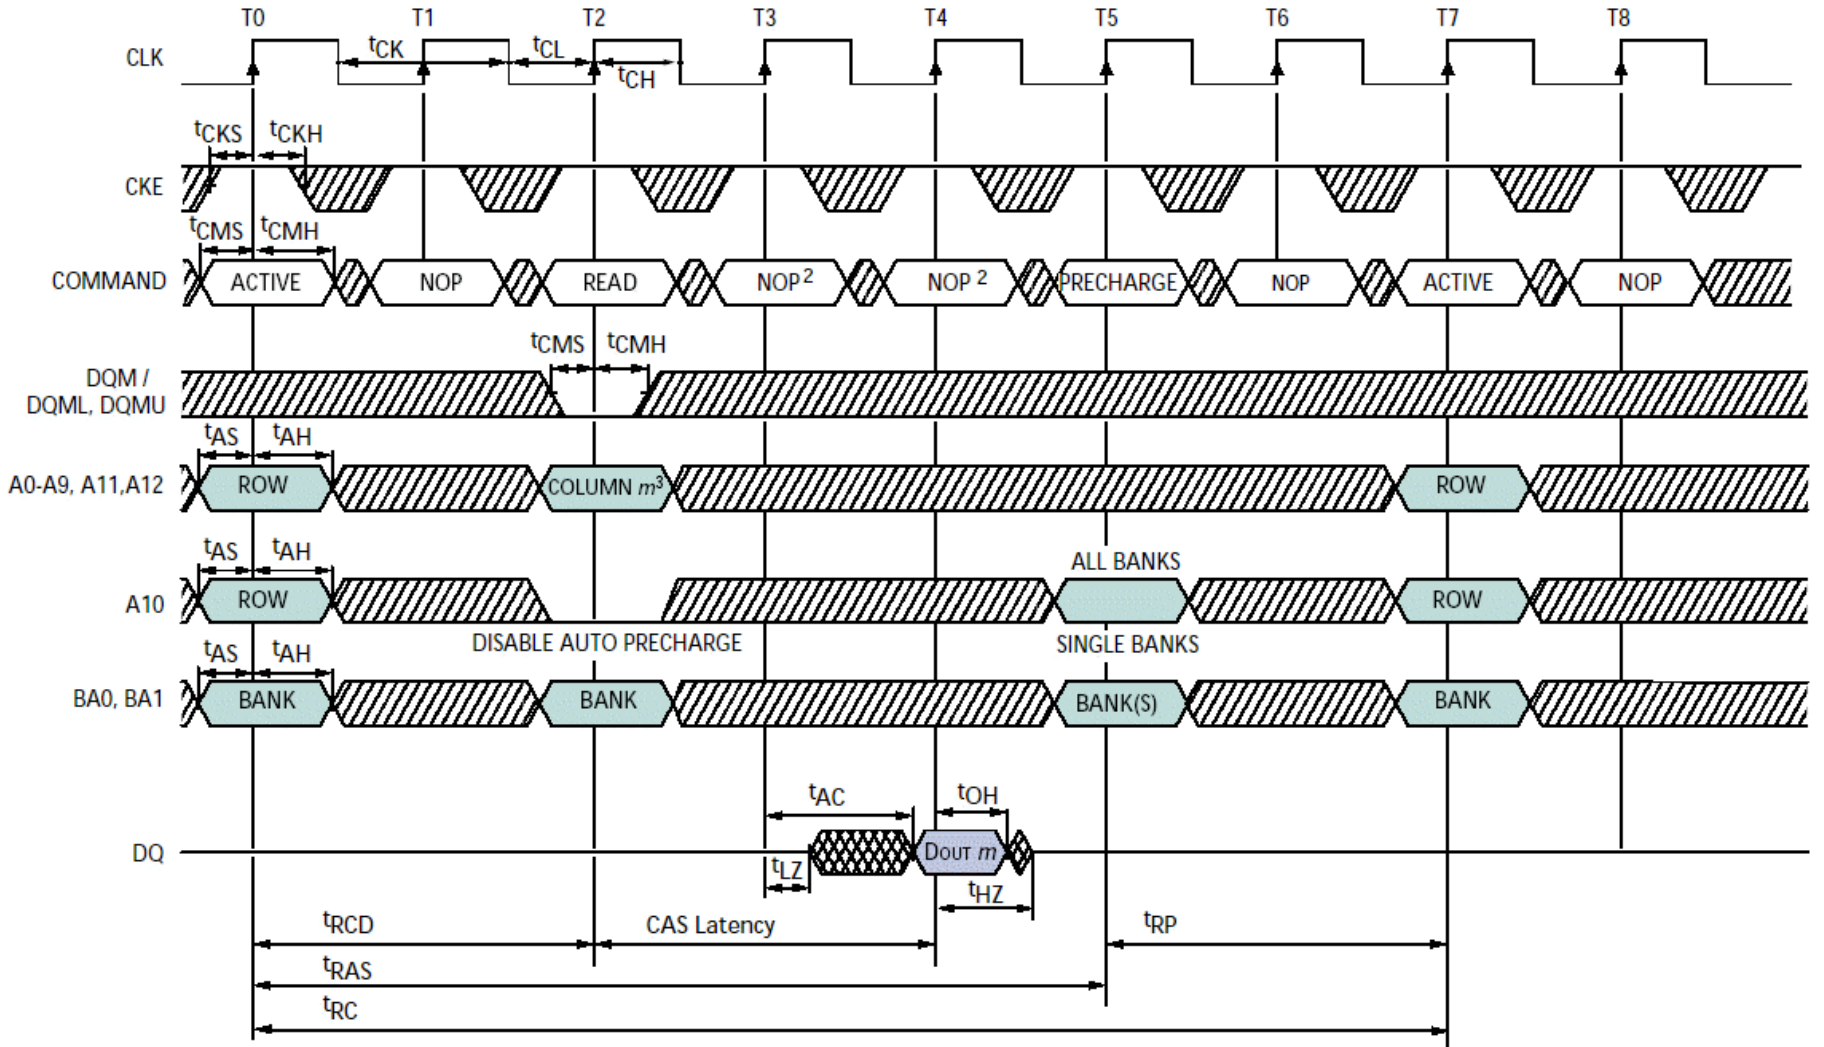 T0 T1 T2 T3 T4 T5 T6 T7 T8
CLK tCK tCL
tCH
tCKS tCKH
CKE
tCMS tCMH
COMMAND ACTIVE NOP READ NOP2 NOP 2 PRECHARGE NOP ACTIVE NOP
tCMS tCMH
DQM /
DQML, DQMU
tAS tAH
A0-A9, A11,A12 ROW COLUMN m3 ROW
tAS tAH ALL BANKS
A10 ROW ROW
DISABLE AUTO PRECHARGE SINGLE BANKS
tAS tAH
BA0, BA1 BANK BANK BANK(S) BANK
tAC tOH
DQ DOUT m
tLZ tHZ
tRCD CAS Latency tRP
tRAS
tRC